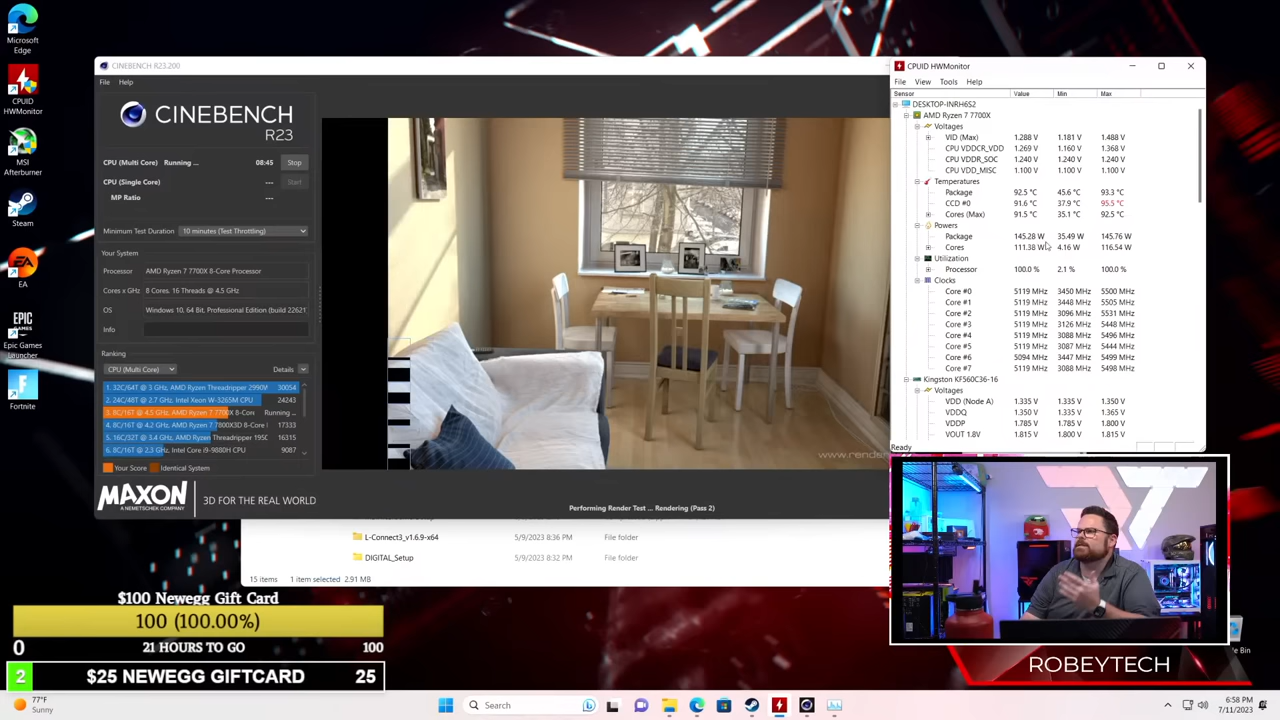 Microsoft
Edge
CPUID
HWMonitor
MSI
Afterburner
Steam
EA
Epic Games
Launcher
Fortnite
CINEBENCH R23.200
File Help
CINEBENCH
R23
CPU (Multi Core) Running ... 08:45 Stop
CPU (Single Core) --- Start
MP Ratio ---
Minimum Test Duration 10 minutes (Test Throttling)
Your System
Processor AMD Ryzen 7 7700X 8-Core Processor
Cores x GHz 8 Cores, 16 Threads @ 4.5 GHz
OS Windows 10, 64 Bit, Professional Edition (build 22621
Info
Ranking
CPU (Multi Core) Details
1. 32C/64T @ 3 GHz, AMD Ryzen Threadripper 2990W 30054
2. 24C/48T @ 2.7 GHz, Intel Xeon W-3265M CPU 24243
3. 8C/16T @ 4.5 GHz, AMD Ryzen 7 7700X 8-Core Running ...
4. 8C/16T @ 4.2 GHz, AMD Ryzen 7 7800X3D 8-Core 17333
5. 16C/32T @ 3.4 GHz, AMD Ryzen Threadripper 1950 16315
6. 8C/16T @ 2.3 GHz, Intel Core i9-9880H CPU 9087
Your Score Identical System
MAXON
A NEMETSCHEK COMPANY
3D FOR THE REAL WORLD
www.render
Performing Render Test ... Rendering (Pass 2)
CPUID HWMonitor
File View Tools Help
Sensor Value Min Max
DESKTOP-INRH6S2
AMD Ryzen 7 7700X
Voltages
VID (Max) 1.288 V 1.181 V 1.488 V
CPU VDDCR_VDD 1.269 V 1.160 V 1.368 V
CPU VDDR_SOC 1.240 V 1.240 V 1.240 V
CPU VDD_MISC 1.100 V 1.100 V 1.100 V
Temperatures
Package 92.5 °C 45.6 °C 93.3 °C
CCD #0 91.6 °C 37.9 °C 95.5 °C
Cores (Max) 91.5 °C 35.1 °C 92.5 °C
Powers
Package 145.28 W 35.49 W 145.76 W
Cores 111.38 W 4.16 W 116.54 W
Utilization
Processor 100.0 % 2.1 % 100.0 %
Clocks
Core #0 5119 MHz 3450 MHz 5500 MHz
Core #1 5119 MHz 3448 MHz 5505 MHz
Core #2 5119 MHz 3096 MHz 5531 MHz
Core #3 5119 MHz 3126 MHz 5448 MHz
Core #4 5119 MHz 3088 MHz 5496 MHz
Core #5 5119 MHz 3087 MHz 5444 MHz
Core #6 5094 MHz 3447 MHz 5499 MHz
Core #7 5119 MHz 3088 MHz 5498 MHz
Kingston KF560C36-16
Voltages
VDD (Node A) 1.335 V 1.335 V 1.350 V
VDDQ 1.350 V 1.335 V 1.365 V
VDDP 1.785 V 1.785 V 1.800 V
VOUT 1.8V 1.815 V 1.800 V 1.815 V
Ready
L-Connect3_v1.6.9-x64 5/9/2023 8:36 PM File folder
DIGITAL_Setup 5/9/2023 8:32 PM File folder
15 items 1 item selected 2.91 MB
$100 Newegg Gift Card
100 (100.00%)
0 21 HOURS TO GO 100
2 $25 NEWEGG GIFTCARD 25
ROBEYTECH
le Bin
77°F
Sunny
Search
6:58 PM
7/11/2023